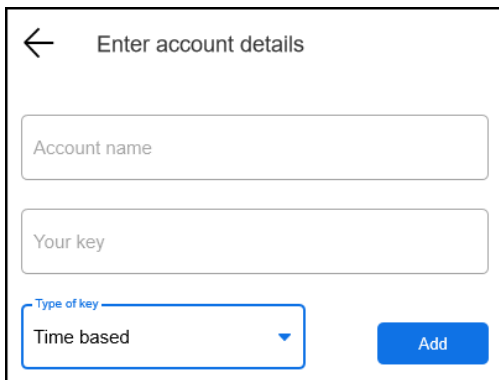 Enter account details
Account name
Your key
Type of key
Time based
Add